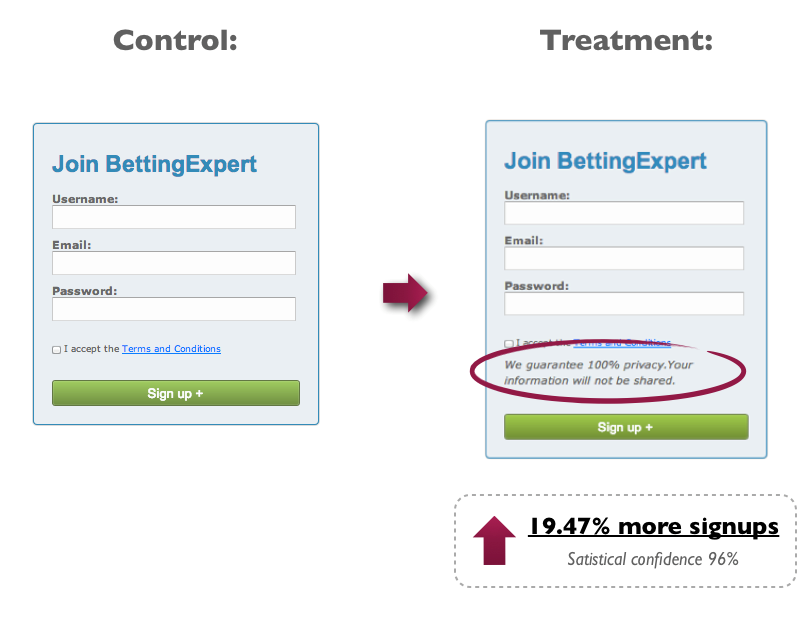 Control:
Treatment:
Join BettingExpert
Username:
Email:
Password:
I accept the Terms and Conditions
Sign up +
Join BettingExpert
Username:
Email:
Password:
I accept the Terms and Conditions
We guarantee 100% privacy.Your
information will not be shared.
Sign up +
19.47% more signups
Satistical confidence 96%